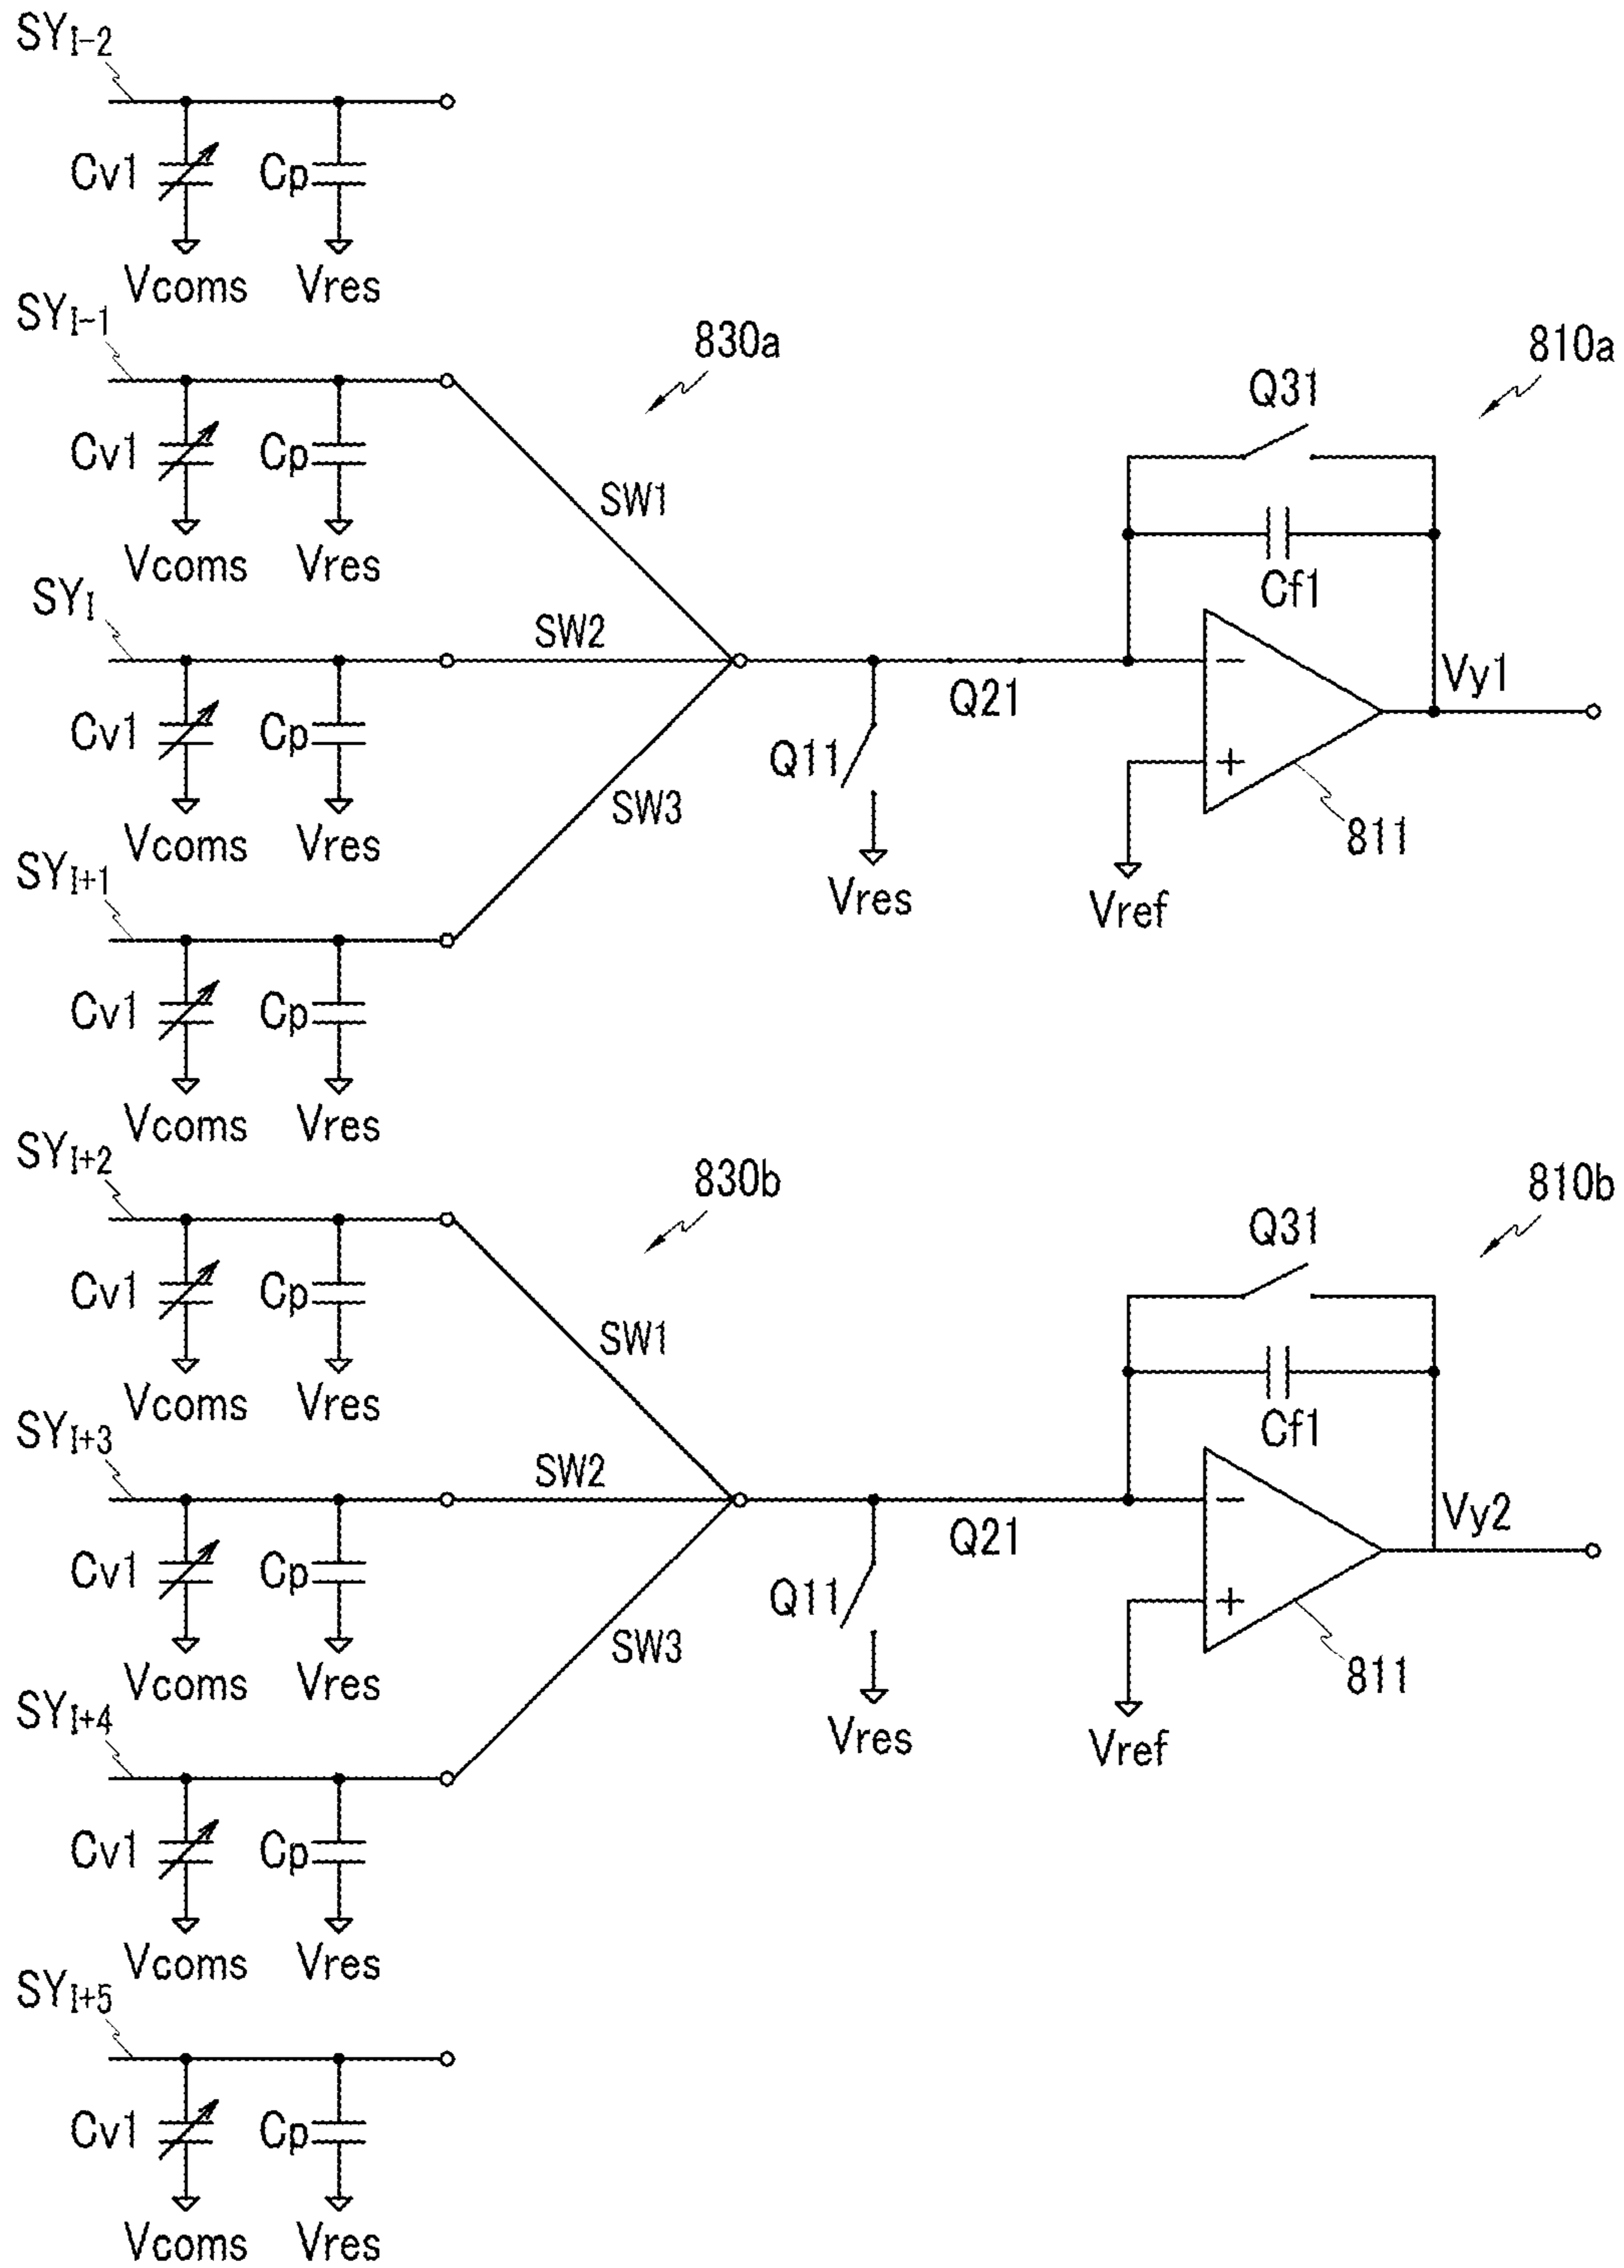 SYI-2
Cv1 Cp
Vcoms Vres
SYI-1
830a
810a
Q31
Cv1 Cp
SW1
Cf1
Vcoms Vres
SYI
SW2
Q21
Vy1
Cv1 Cp
Q11
SW3
811
Vcoms Vres
Vres
Vref
SYI+1
Cv1 Cp
Vcoms Vres
SYI+2
830b
810b
Q31
Cv1 Cp
SW1
Cf1
Vcoms Vres
SYI+3
SW2
Q21
Vy2
Cv1 Cp
Q11
SW3
811
Vcoms Vres
Vres
Vref
SYI+4
Cv1 Cp
Vcoms Vres
SYI+5
Cv1 Cp
Vcoms Vres